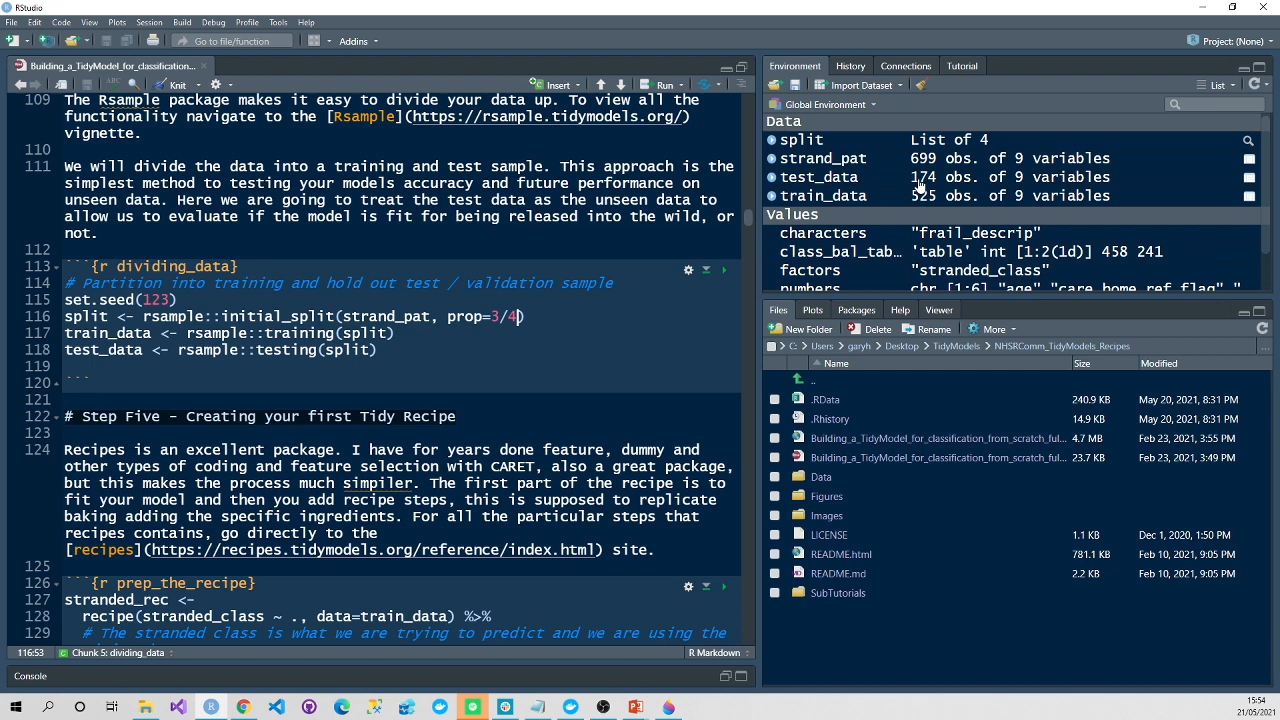 RStudio
File Edit Code View Plots Session Build Debug Profile Tools Help
Go to file/function Addins Project: (None)
Building_a_TidyModel_for_classification...
Knit Insert Run
109 The Rsample package makes it easy to divide your data up. To view all the
functionality navigate to the [Rsample](https://rsample.tidymodels.org/)
vignette.
110
111 We will divide the data into a training and test sample. This approach is the
simplest method to testing your models accuracy and future performance on
unseen data. Here we are going to treat the test data as the unseen data to
allow us to evaluate if the model is fit for being released into the wild, or
not.
112
113 ```{r dividing_data}
114 # Partition into training and hold out test / validation sample
115 set.seed(123)
116 split <- rsample::initial_split(strand_pat, prop=3/4)
117 train_data <- rsample::training(split)
118 test_data <- rsample::testing(split)
119
120 ```
121
122 # Step Five - Creating your first Tidy Recipe
123
124 Recipes is an excellent package. I have for years done feature, dummy and
other types of coding and feature selection with CARET, also a great package,
but this makes the process much simpiler. The first part of the recipe is to
fit your model and then you add recipe steps, this is supposed to replicate
baking adding the specific ingredients. For all the particular steps that
recipes contains, go directly to the
[recipes](https://recipes.tidymodels.org/reference/index.html) site.
125
126 ```{r prep_the_recipe}
127 stranded_rec <-
128 recipe(stranded_class ~ ., data=train_data) %>%
129 # The stranded class is what we are trying to predict and we are using the
116:53 Chunk 5: dividing_data R Markdown
Console
Environment History Connections Tutorial
Import Dataset List
Global Environment
Data
split List of 4
strand_pat 699 obs. of 9 variables
test_data 174 obs. of 9 variables
train_data 525 obs. of 9 variables
Values
characters "frail_descrip"
class_bal_tab... 'table' int [1:2(1d)] 458 241
factors "stranded_class"
numbers chr [1:6] "age" "care_home_ref_flag" "
Files Plots Packages Help Viewer
New Folder Delete Rename More
C: Users garyh Desktop TidyModels NHSRComm_TidyModels_Recipes ...
Name Size Modified
..
.RData 240.9 KB May 20, 2021, 8:31 PM
.Rhistory 14.9 KB May 20, 2021, 8:31 PM
Building_a_TidyModel_for_classification_from_scratch_ful... 4.7 MB Feb 23, 2021, 3:55 PM
Building_a_TidyModel_for_classification_from_scratch_ful... 23.7 KB Feb 23, 2021, 3:49 PM
Data
Figures
Images
LICENSE 1.1 KB Dec 1, 2020, 1:50 PM
README.html 781.1 KB Feb 10, 2021, 9:05 PM
README.md 2.2 KB Feb 10, 2021, 9:05 PM
SubTutorials
15:54
21/05/2021